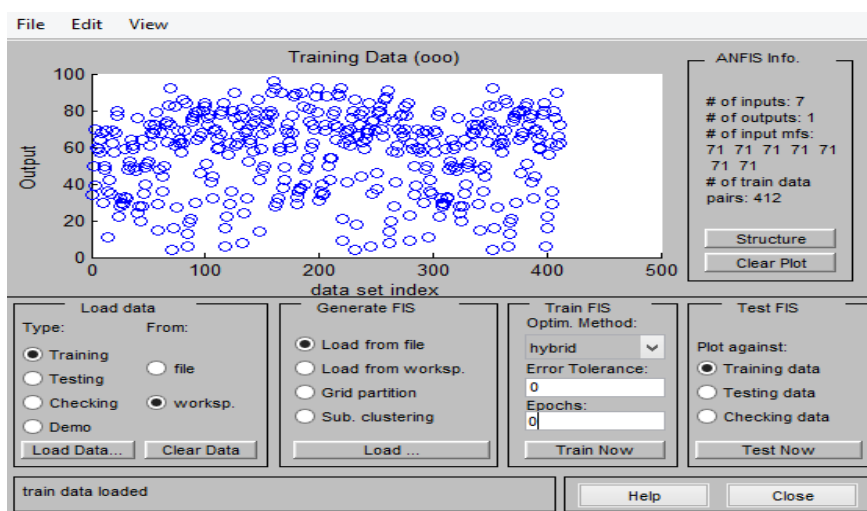 File Edit View
Training Data (ooo)
100
80
60
40
20
0
Output
0 100 200 300 400 500
data set index
ANFIS Info.
# of inputs: 7
# of outputs: 1
# of input mfs:
71 71 71 71 71
71 71
# of train data
pairs: 412
Structure
Clear Plot
Load data
Type: From:
Training
Testing
Checking
Demo
file
worksp.
Load Data... Clear Data
Generate FIS
Load from file
Load from worksp.
Grid partition
Sub. clustering
Load ...
Train FIS
Optim. Method:
hybrid
Error Tolerance:
0
Epochs:
0
Train Now
Test FIS
Plot against:
Training data
Testing data
Checking data
Test Now
train data loaded
Help Close